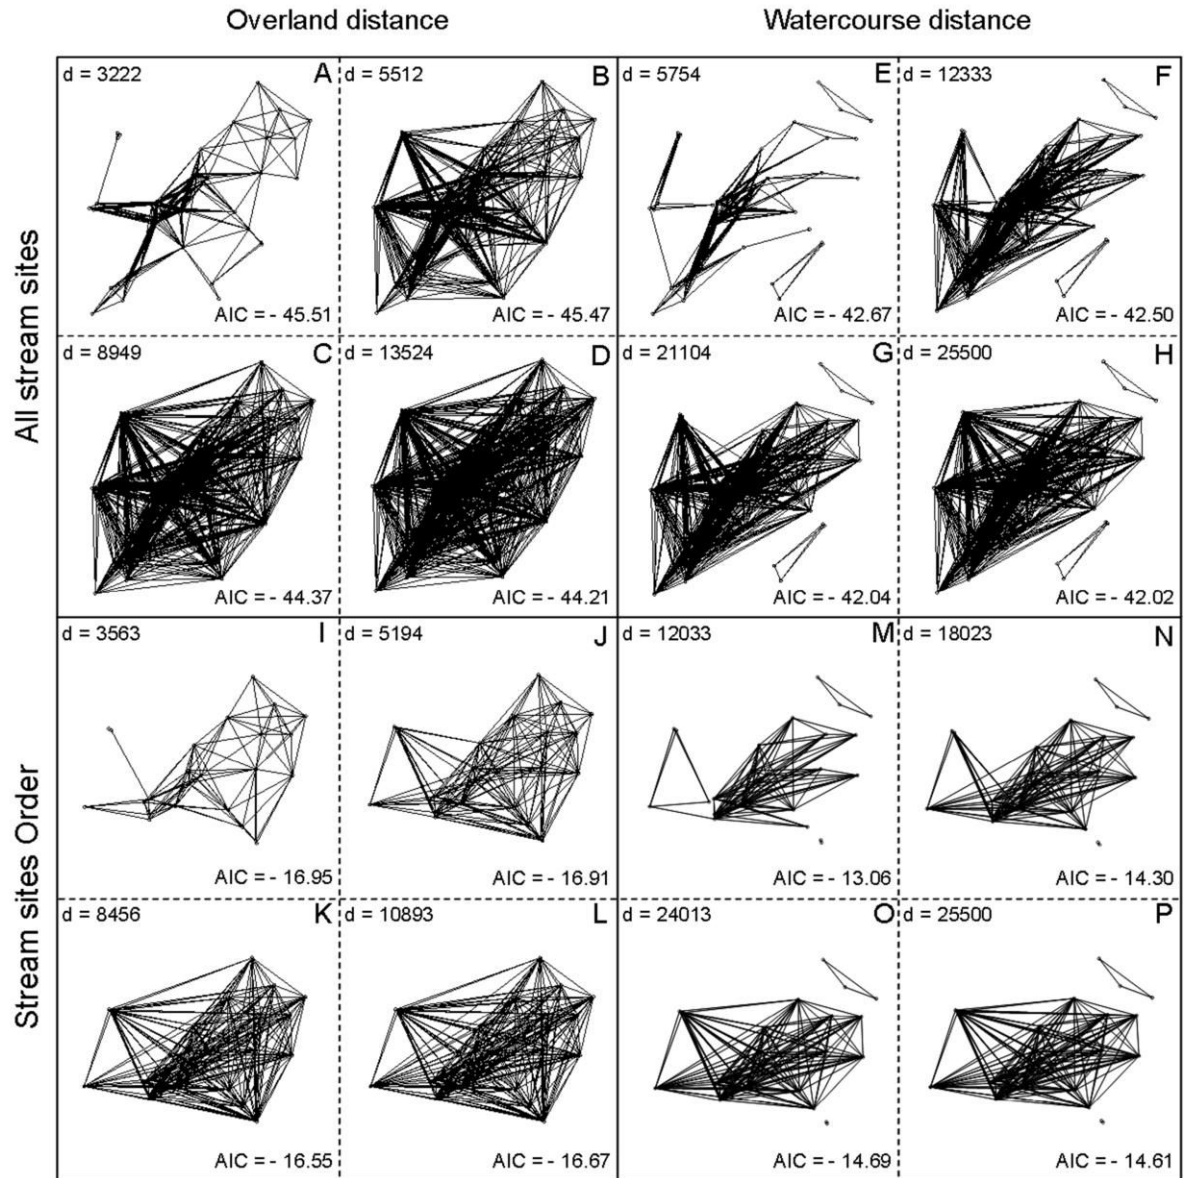 Overland distance
Watercourse distance
All stream sites
d = 3222
A
AIC = - 45.51
d = 5512
B
AIC = - 45.47
d = 5754
E
AIC = - 42.67
d = 12333
F
AIC = - 42.50
d = 8949
C
AIC = - 44.37
d = 13524
D
AIC = - 44.21
d = 21104
G
AIC = - 42.04
d = 25500
H
AIC = - 42.02
Stream sites Order
d = 3563
I
AIC = - 16.95
d = 5194
J
AIC = - 16.91
d = 12033
M
AIC = - 13.06
d = 18023
N
AIC = - 14.30
d = 8456
K
AIC = - 16.55
d = 10893
L
AIC = - 16.67
d = 24013
O
AIC = - 14.69
d = 25500
P
AIC = - 14.61